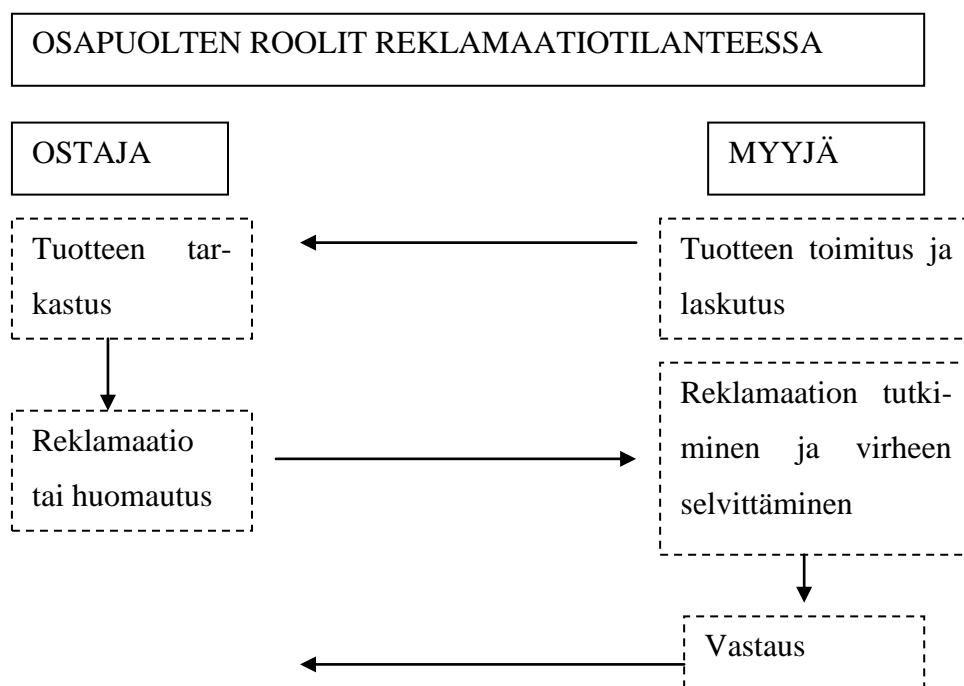 OSAPUOLTEN ROOLIT REKLAMAATIOTILANTEESSA
OSTAJA
MYYJÄ
Tuotteen tar-
kastus
Tuotteen toimitus ja
laskutus
Reklamaatio
tai huomautus
Reklamaation tutki-
minen ja virheen
selvittäminen
Vastaus